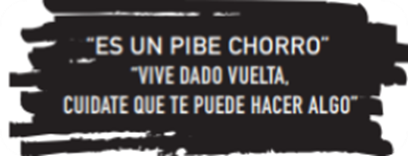 “ES UN PIBE CHORRO”
“VIVE DADO VUELTA,
CUIDATE QUE TE PUEDE HACER ALGO”